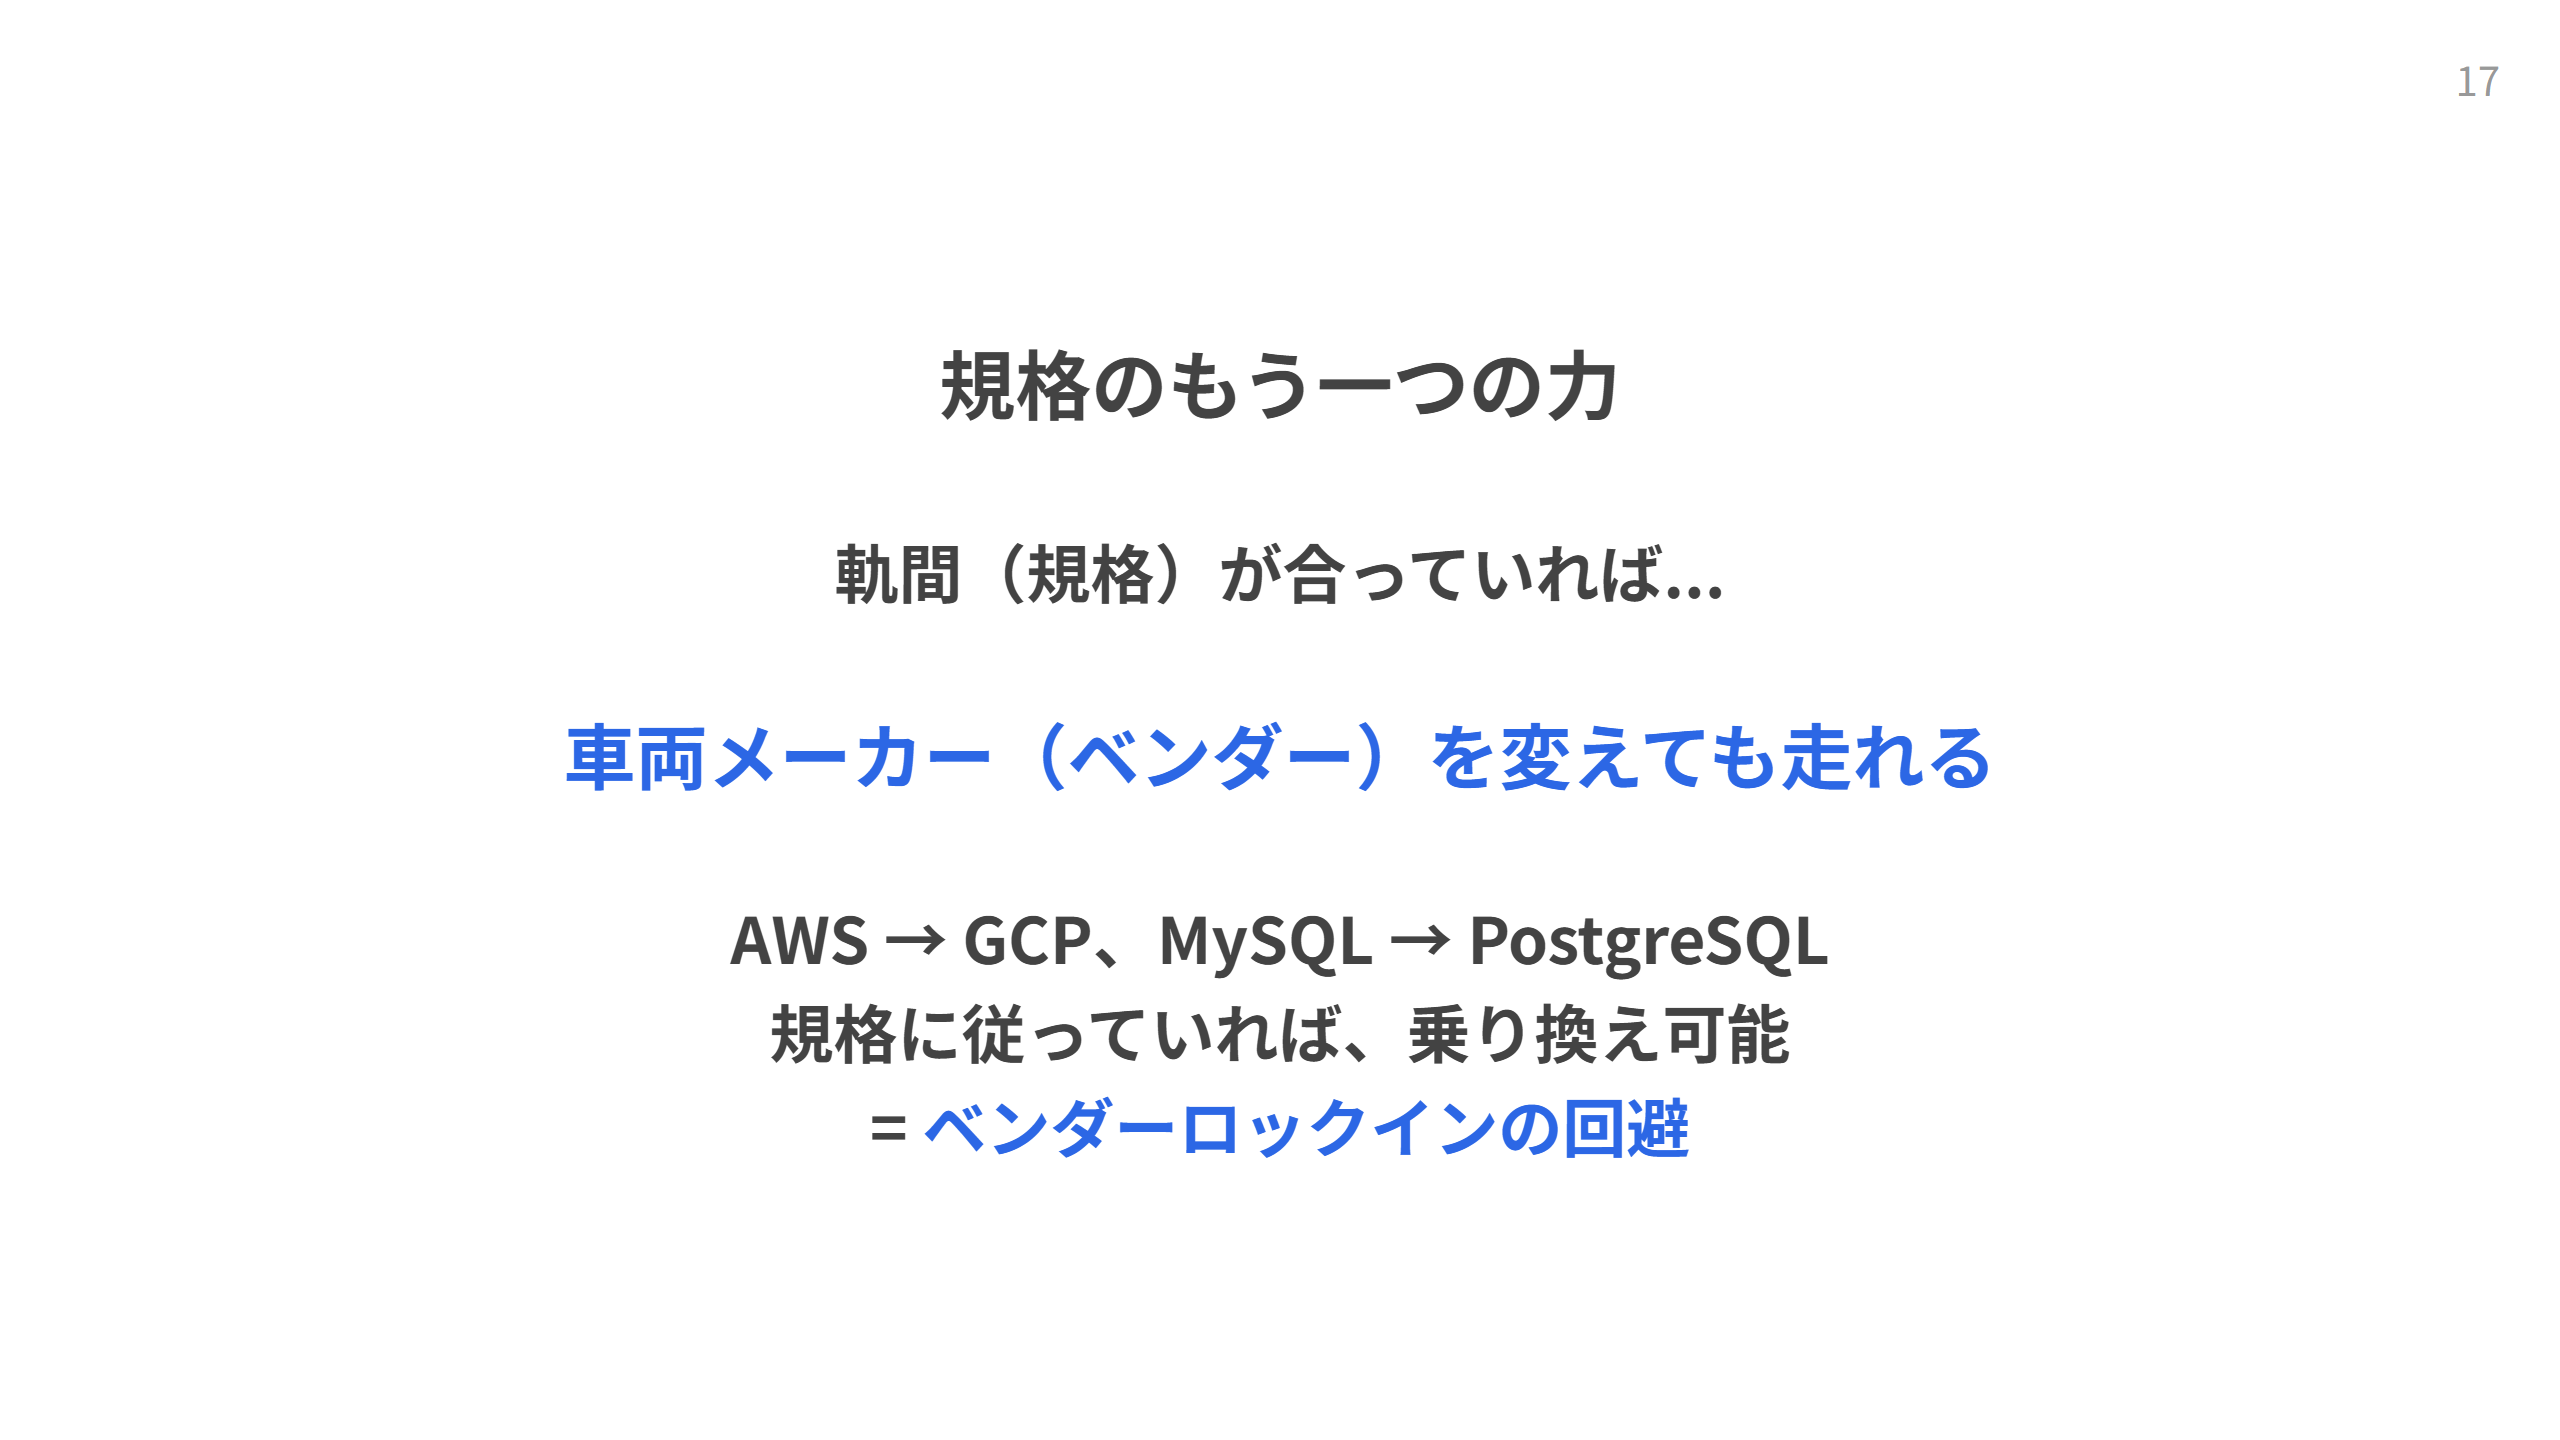 17
規格のもう一つの力
軌間（規格）が合っていれば...
車両メーカー（ベンダー）を変えても走れる
AWS → GCP、MySQL → PostgreSQL
規格に従っていれば、乗り換え可能
= ベンダーロックインの回避